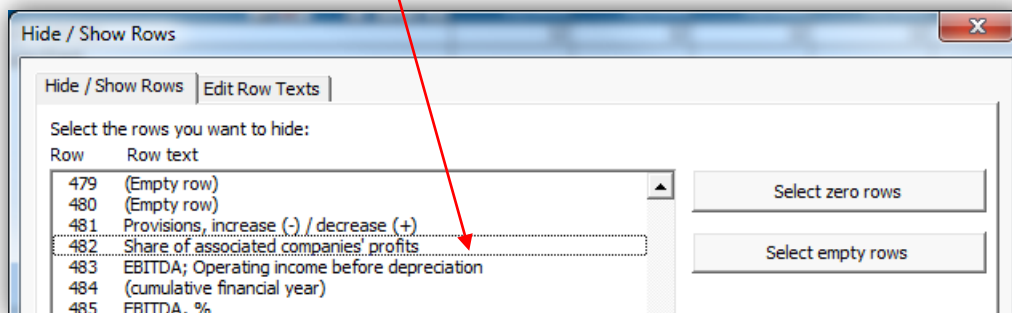 Hide / Show Rows
Hide / Show Rows Edit Row Texts
Select the rows you want to hide:
Row Row text
479 (Empty row)
480 (Empty row)
481 Provisions, increase (-) / decrease (+)
482 Share of associated companies' profits
483 EBITDA; Operating income before depreciation
484 (cumulative financial year)
485 EBITDA, %
Select zero rows
Select empty rows